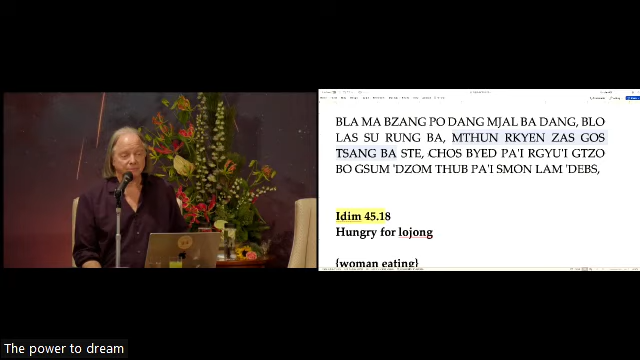 BLA MA BZANG PO DANG MJAL BA DANG, BLO
LAS SU RUNG BA, MTHUN RKYEN ZAS GOS
TSANG BA STE, CHOS BYED PA'I RGYU'I GTZO
BO GSUM 'DZOM THUB PA'I SMON LAM 'DEBS,
Idim 45.18
Hungry for lojong
{woman eating}
The power to dream